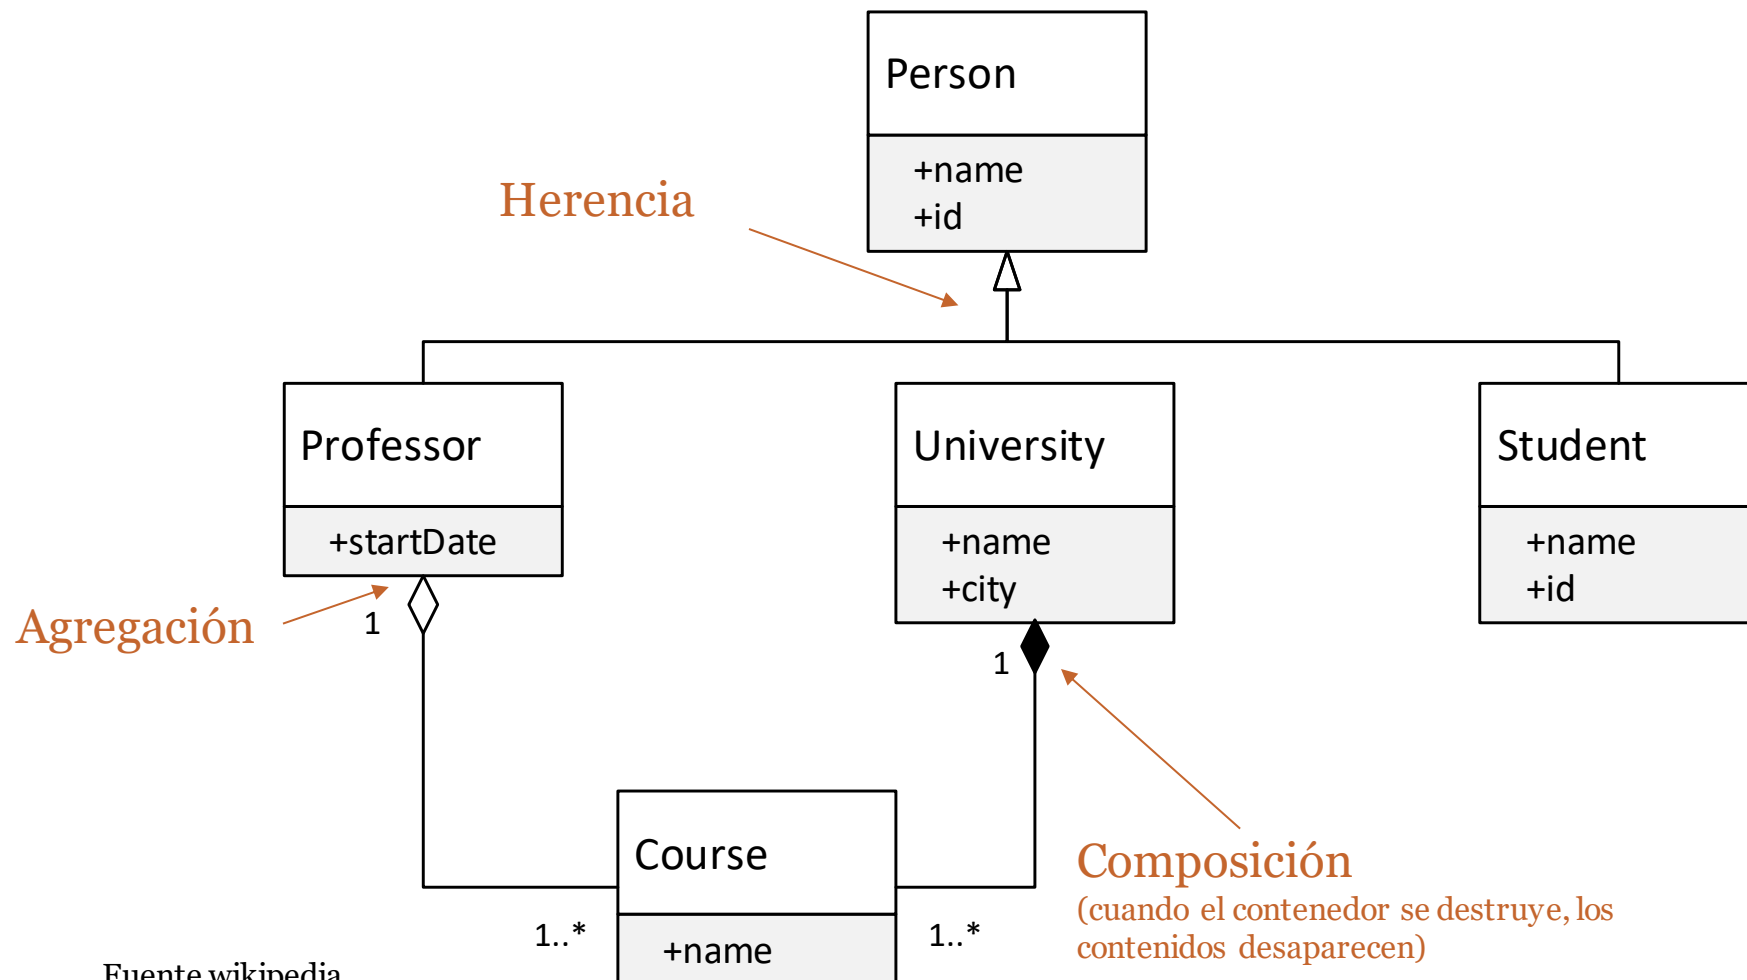 Person
+name
+id
Herencia
Professor
+startDate
University
+name
+city
Student
+name
+id
Agregación
1
1
Course
+name
1..*
1..*
Composición
(cuando el contenedor se destruye, los
contenidos desaparecen)
Fuente wikipedia